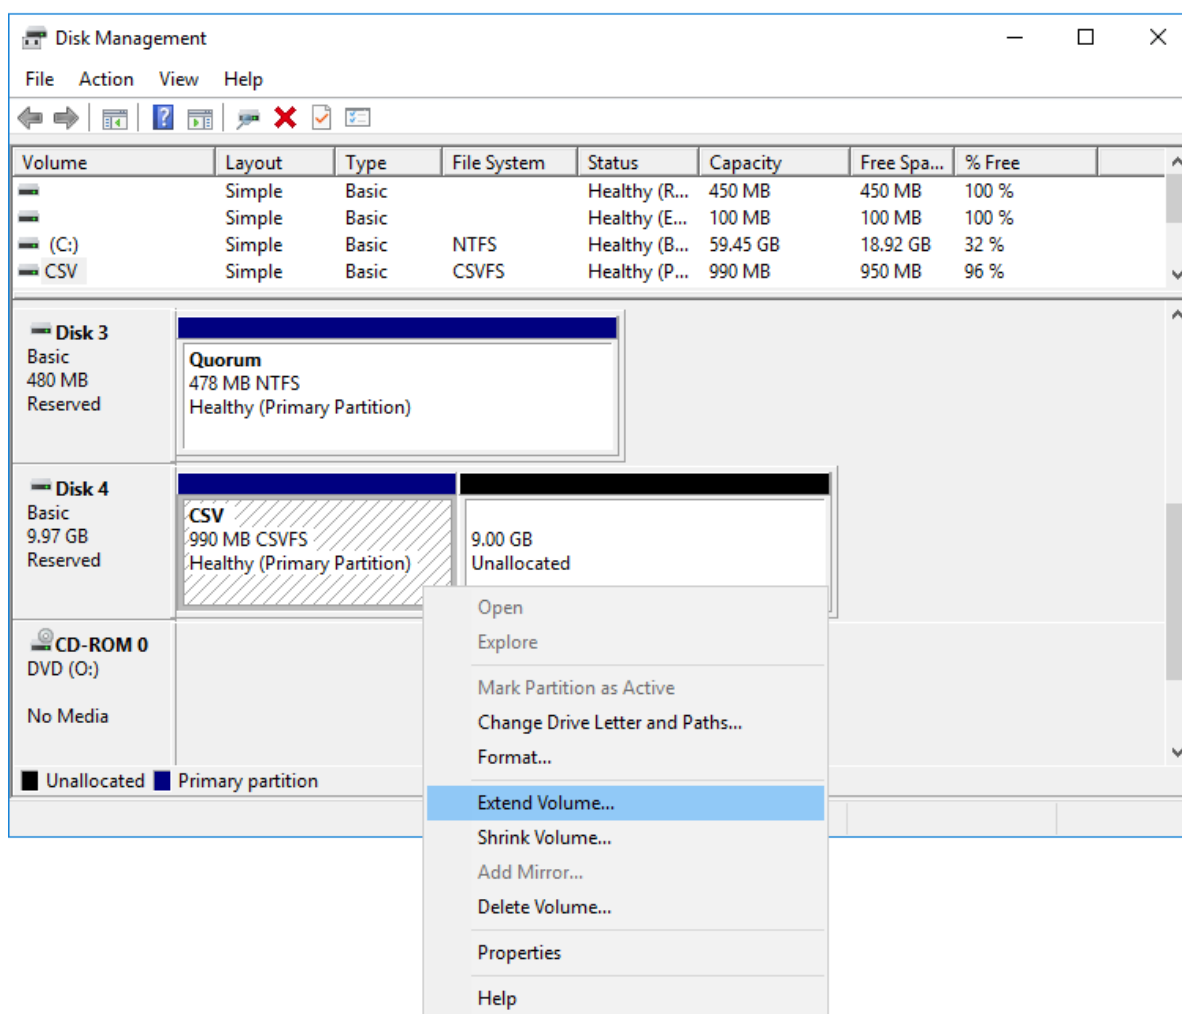 Disk Management
File Action View Help
Volume Layout Type File System Status Capacity Free Spa... % Free
Simple Basic Healthy (R... 450 MB 450 MB 100 %
Simple Basic Healthy (E... 100 MB 100 MB 100 %
(C:) Simple Basic NTFS Healthy (B... 59.45 GB 18.92 GB 32 %
CSV Simple Basic CSVFS Healthy (P... 990 MB 950 MB 96 %
Disk 3
Basic
480 MB
Reserved
Quorum
478 MB NTFS
Healthy (Primary Partition)
Disk 4
Basic
9.97 GB
Reserved
CSV
990 MB CSVFS
Healthy (Primary Partition)
9.00 GB
Unallocated
CD-ROM 0
DVD (O:)
No Media
Unallocated Primary partition
Open
Explore
Mark Partition as Active
Change Drive Letter and Paths...
Format...
Extend Volume...
Shrink Volume...
Add Mirror...
Delete Volume...
Properties
Help